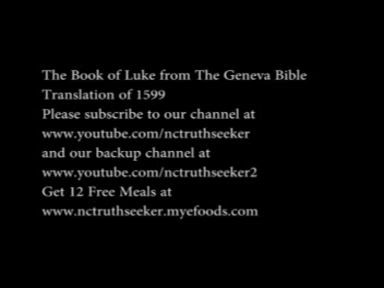 The Book of Luke from The Geneva Bible
Translation of 1599
Please subscribe to our channel at
www.youtube.com/nctruthseeker
and our backup channel at
www.youtube.com/nctruthseeker2
Get 12 Free Meals at
www.nctruthseeker.myefoods.com